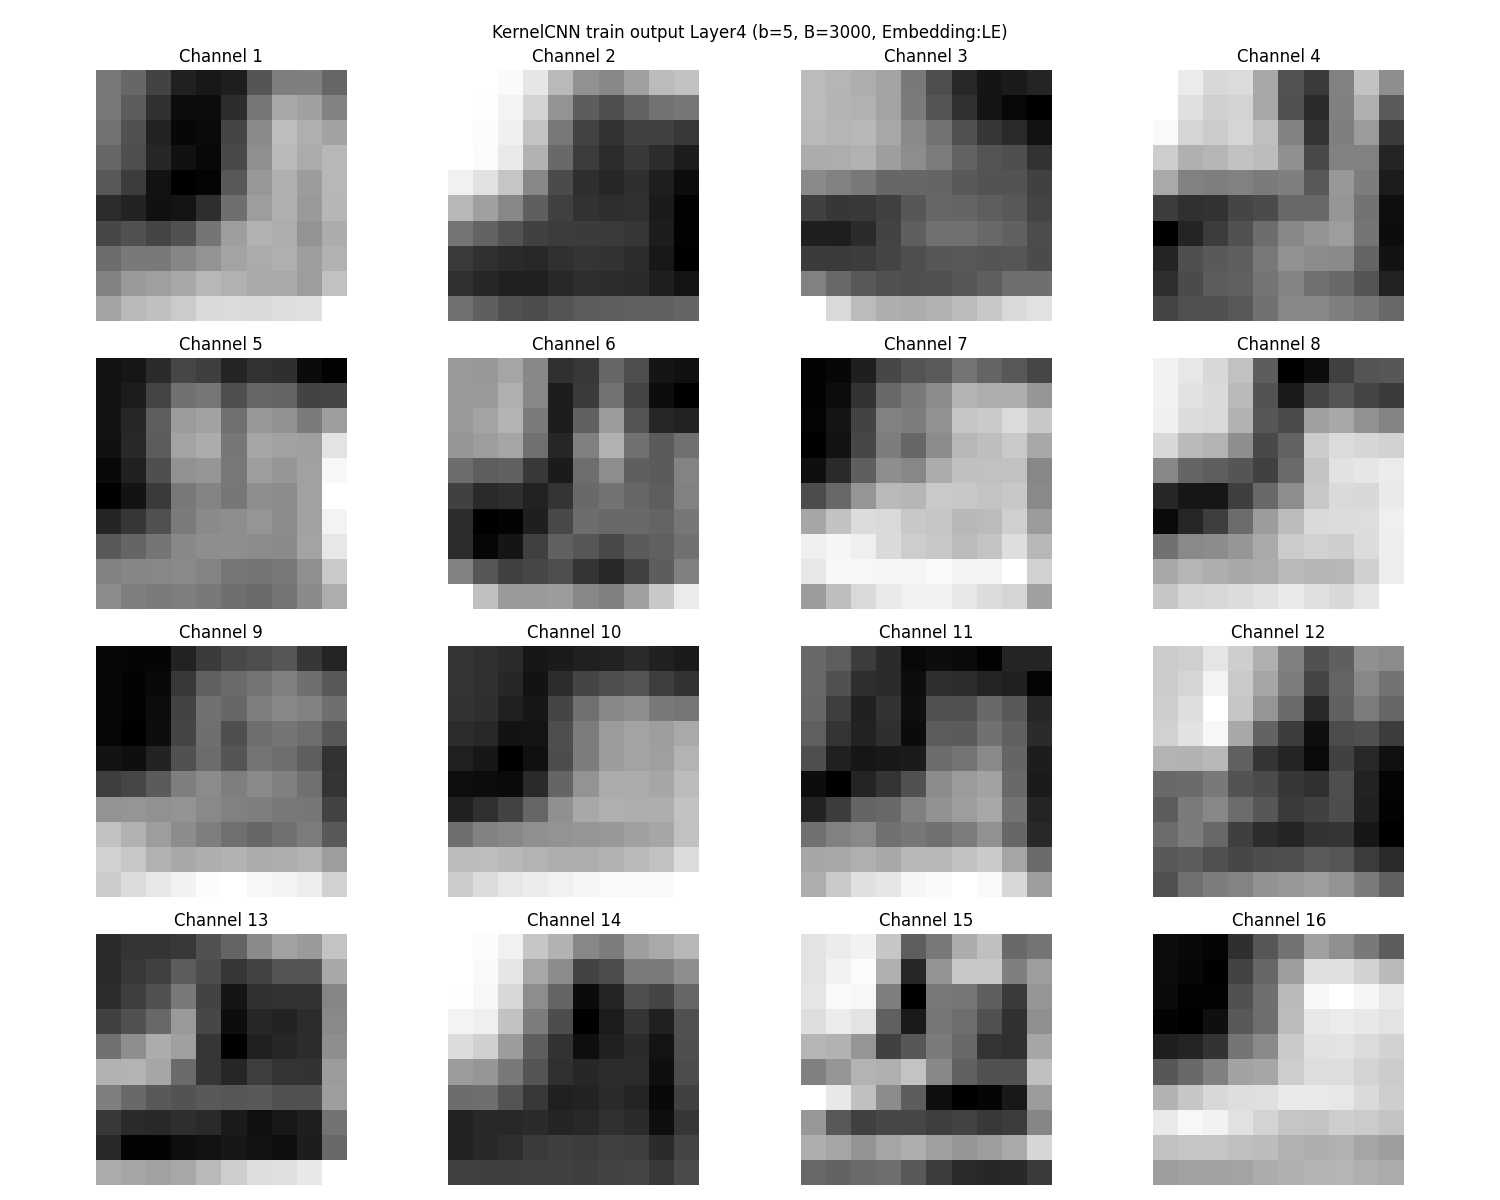 KernelCNN train output Layer4 (b=5, B=3000, Embedding:LE)
Channel 1
Channel 2
Channel 3
Channel 4
Channel 5
Channel 6
Channel 7
Channel 8
Channel 9
Channel 10
Channel 11
Channel 12
Channel 13
Channel 14
Channel 15
Channel 16